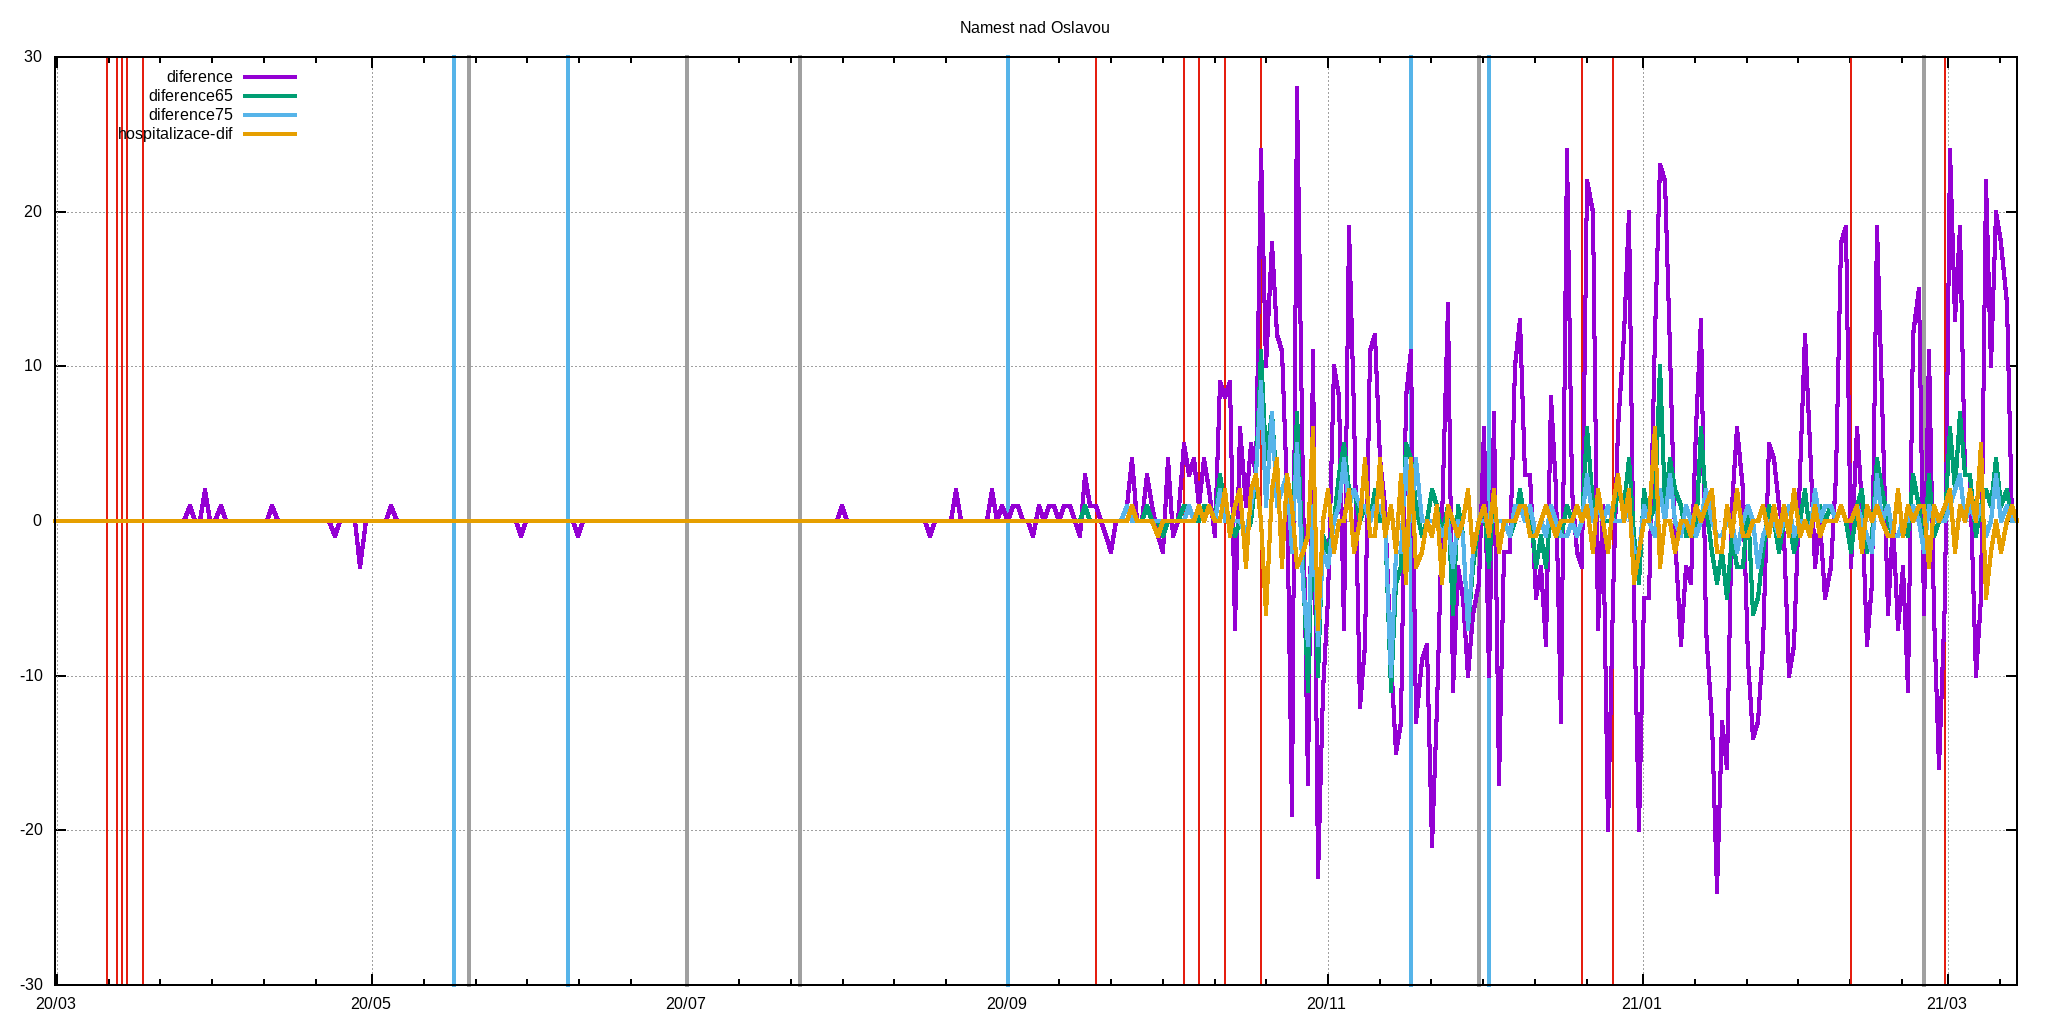 Namest nad Oslavou
30
20
10
0
-10
-20
-30
diference
diference65
diference75
hospitalizace-dif
20/03 20/05 20/07 20/09 20/11 21/01 21/03